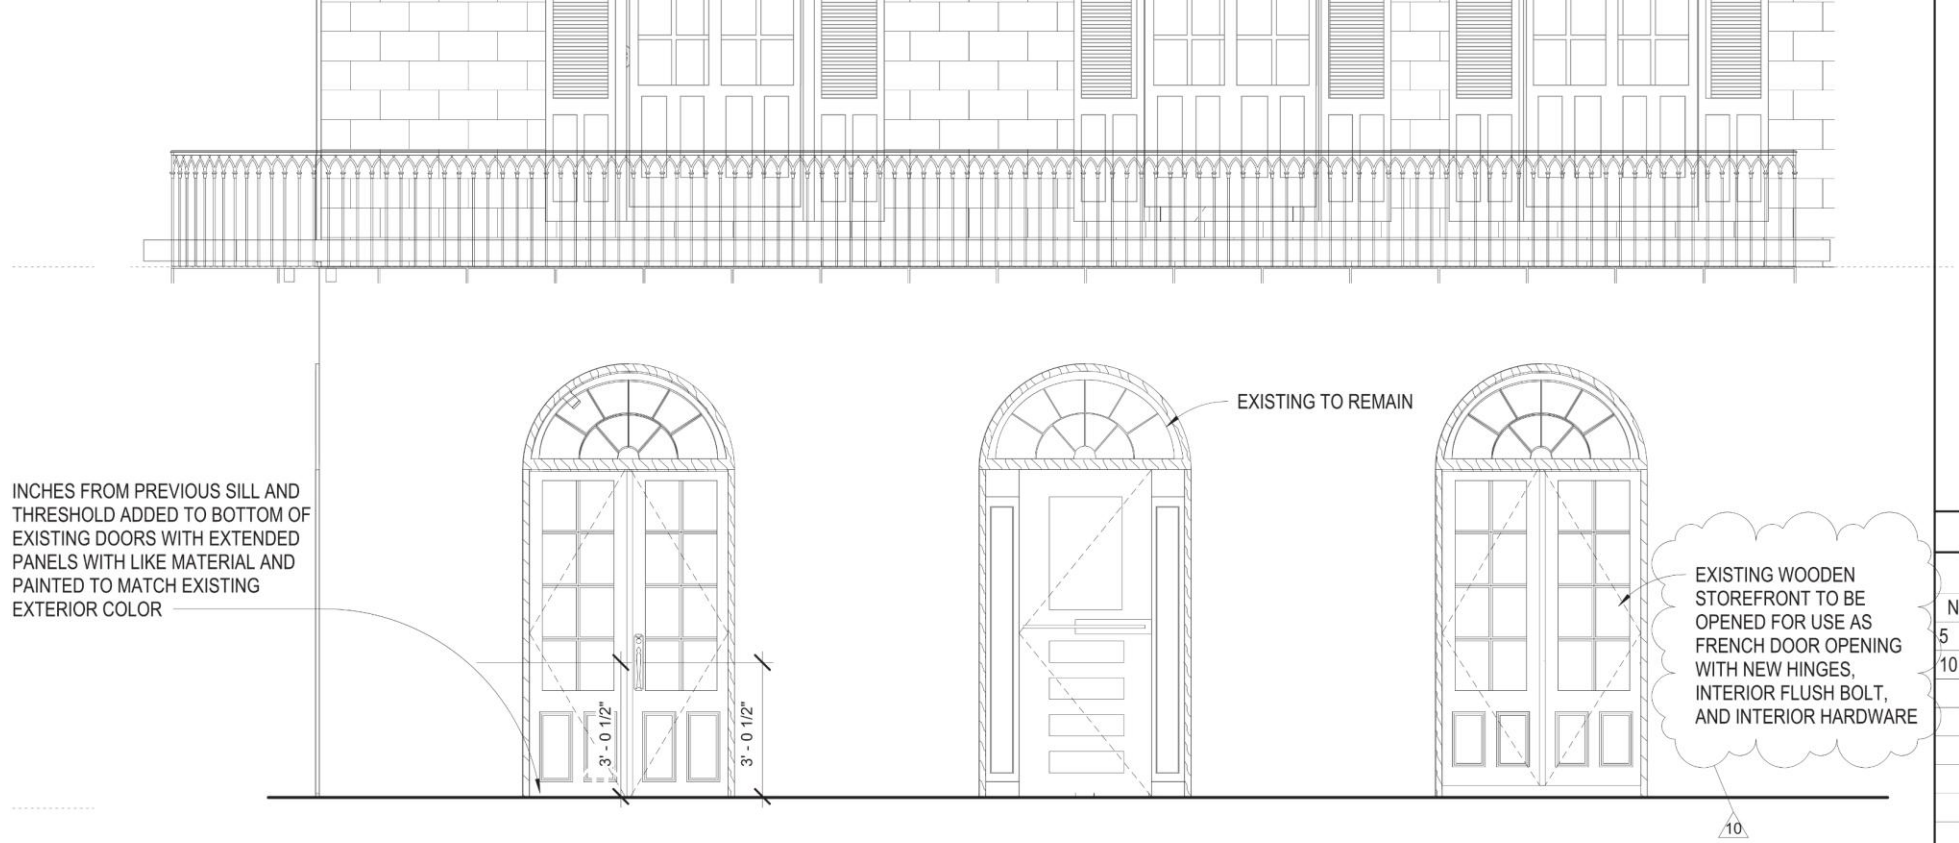 EXISTING TO REMAIN
INCHES FROM PREVIOUS SILL AND
THRESHOLD ADDED TO BOTTOM OF
EXISTING DOORS WITH EXTENDED
PANELS WITH LIKE MATERIAL AND
PAINTED TO MATCH EXISTING
EXTERIOR COLOR
3' - 0 1/2"
3' - 0 1/2"
EXISTING WOODEN
STOREFRONT TO BE
OPENED FOR USE AS
FRENCH DOOR OPENING
WITH NEW HINGES,
INTERIOR FLUSH BOLT,
AND INTERIOR HARDWARE
N
5
10
10